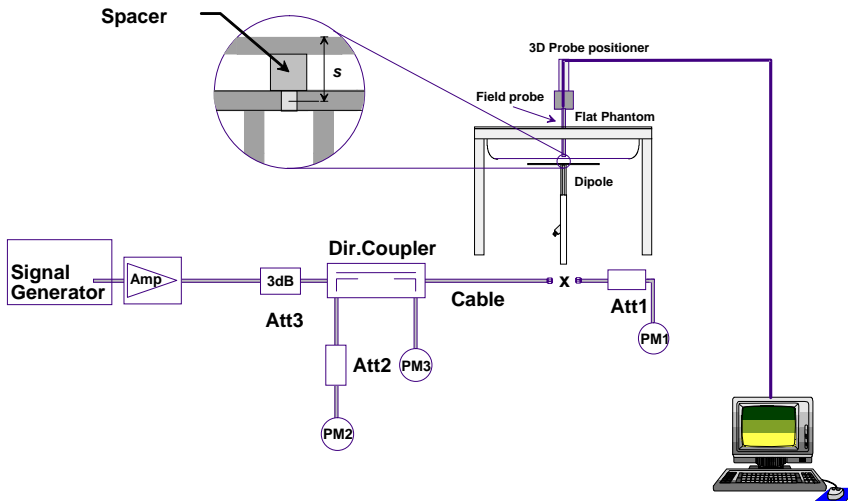 Spacer
s
3D Probe positioner
Field probe
Flat Phantom
Dipole
Dir.Coupler
Signal
Generator
Amp
3dB
Cable
x
Att1
Att3
PM1
Att2
PM3
PM2